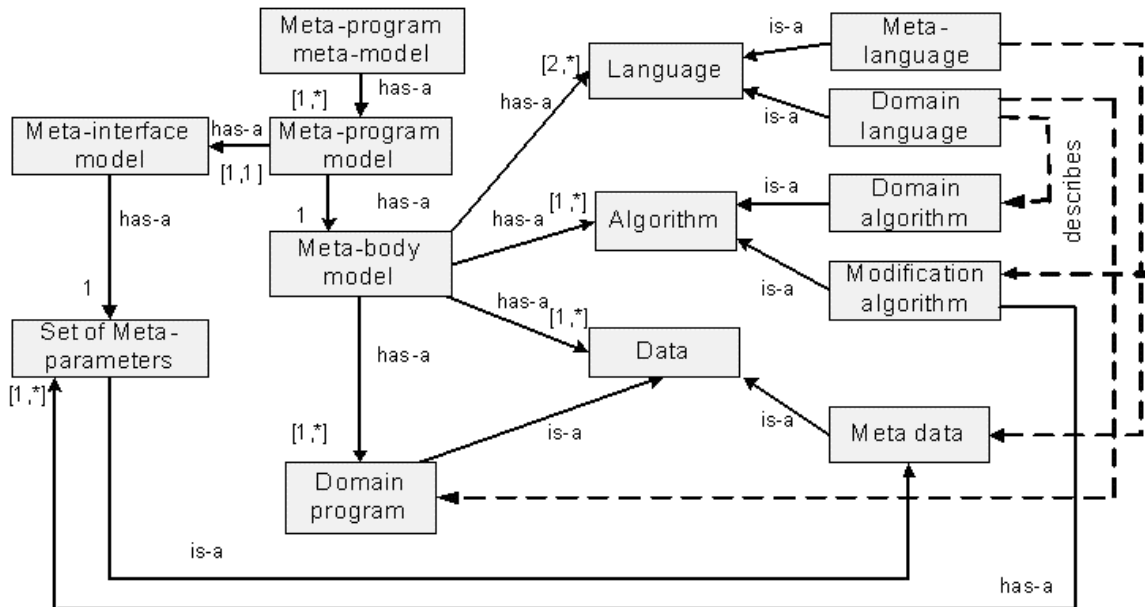 Meta-program
meta-model
has-a
[1,*]
Meta-program
model
has-a
[1,1]
Meta-interface
model
has-a
1
Set of Meta-
parameters
[1,*]
has-a
1
Meta-body
model
has-a
[2,*]
Language
is-a
Meta-
language
is-a
Domain
language
describes
has-a
[1,*]
Algorithm
is-a
Domain
algorithm
is-a
Modification
algorithm
has-a
[1,*]
Data
is-a
Meta data
has-a
[1,*]
Domain
program
is-a
is-a
has-a